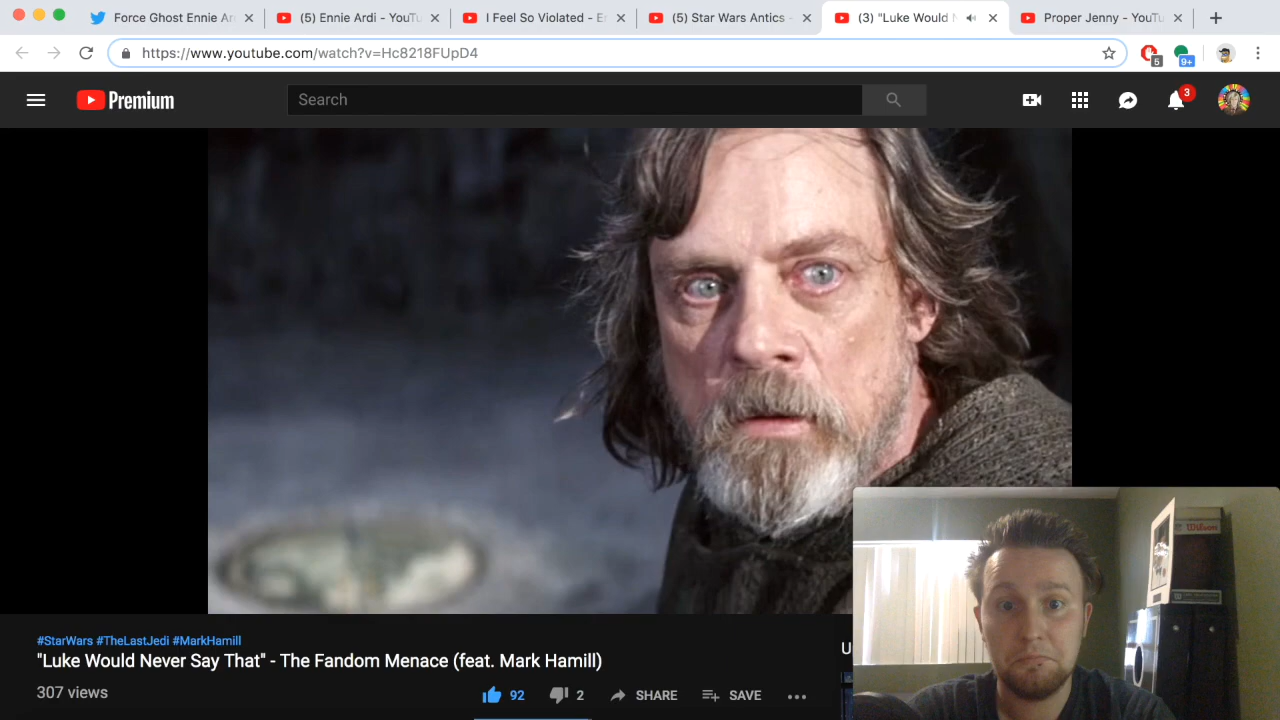 Force Ghost Ennie Ar
(5) Ennie Ardi - YouTu
I Feel So Violated - E
(5) Star Wars Antics -
(3) "Luke Would N
Proper Jenny - YouTu
https://www.youtube.com/watch?v=Hc8218FUpD4
5
9+
Premium
Search
3
Wilson
#StarWars #TheLastJedi #MarkHamill
"Luke Would Never Say That" - The Fandom Menace (feat. Mark Hamill)
307 views
92
2
SHARE
SAVE
U